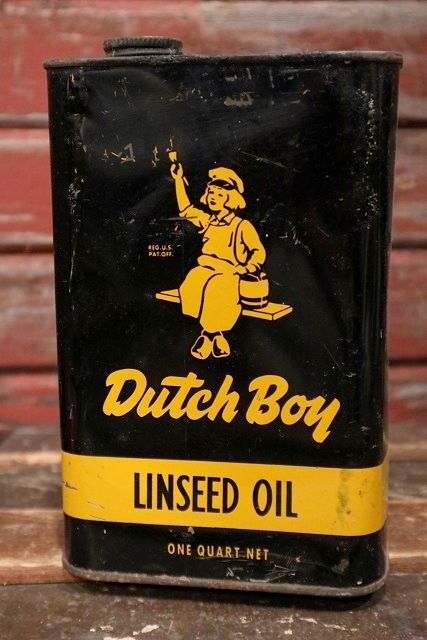 REG. U.S.
PAT. OFF.
Dutch Boy
LINSEED OIL
ONE QUART NET